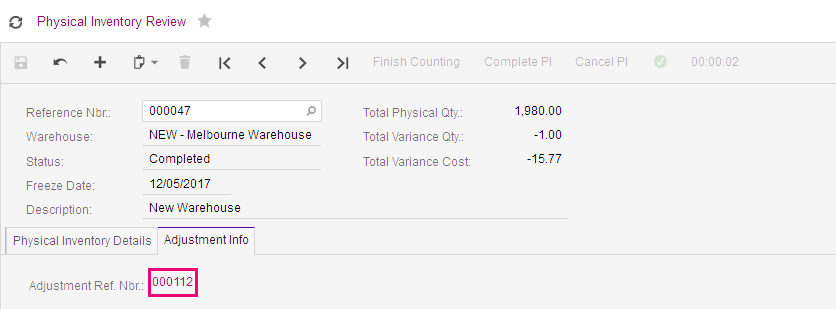 Physical Inventory Review
Finish Counting Complete PI Cancel PI 00:00:02
Reference Nbr.: 000047 Total Physical Qty.: 1,980.00
Warehouse: NEW - Melbourne Warehouse Total Variance Qty.: -1.00
Status: Completed Total Variance Cost: -15.77
Freeze Date: 12/05/2017
Description: New Warehouse
Physical Inventory Details Adjustment Info
Adjustment Ref. Nbr.: 000112